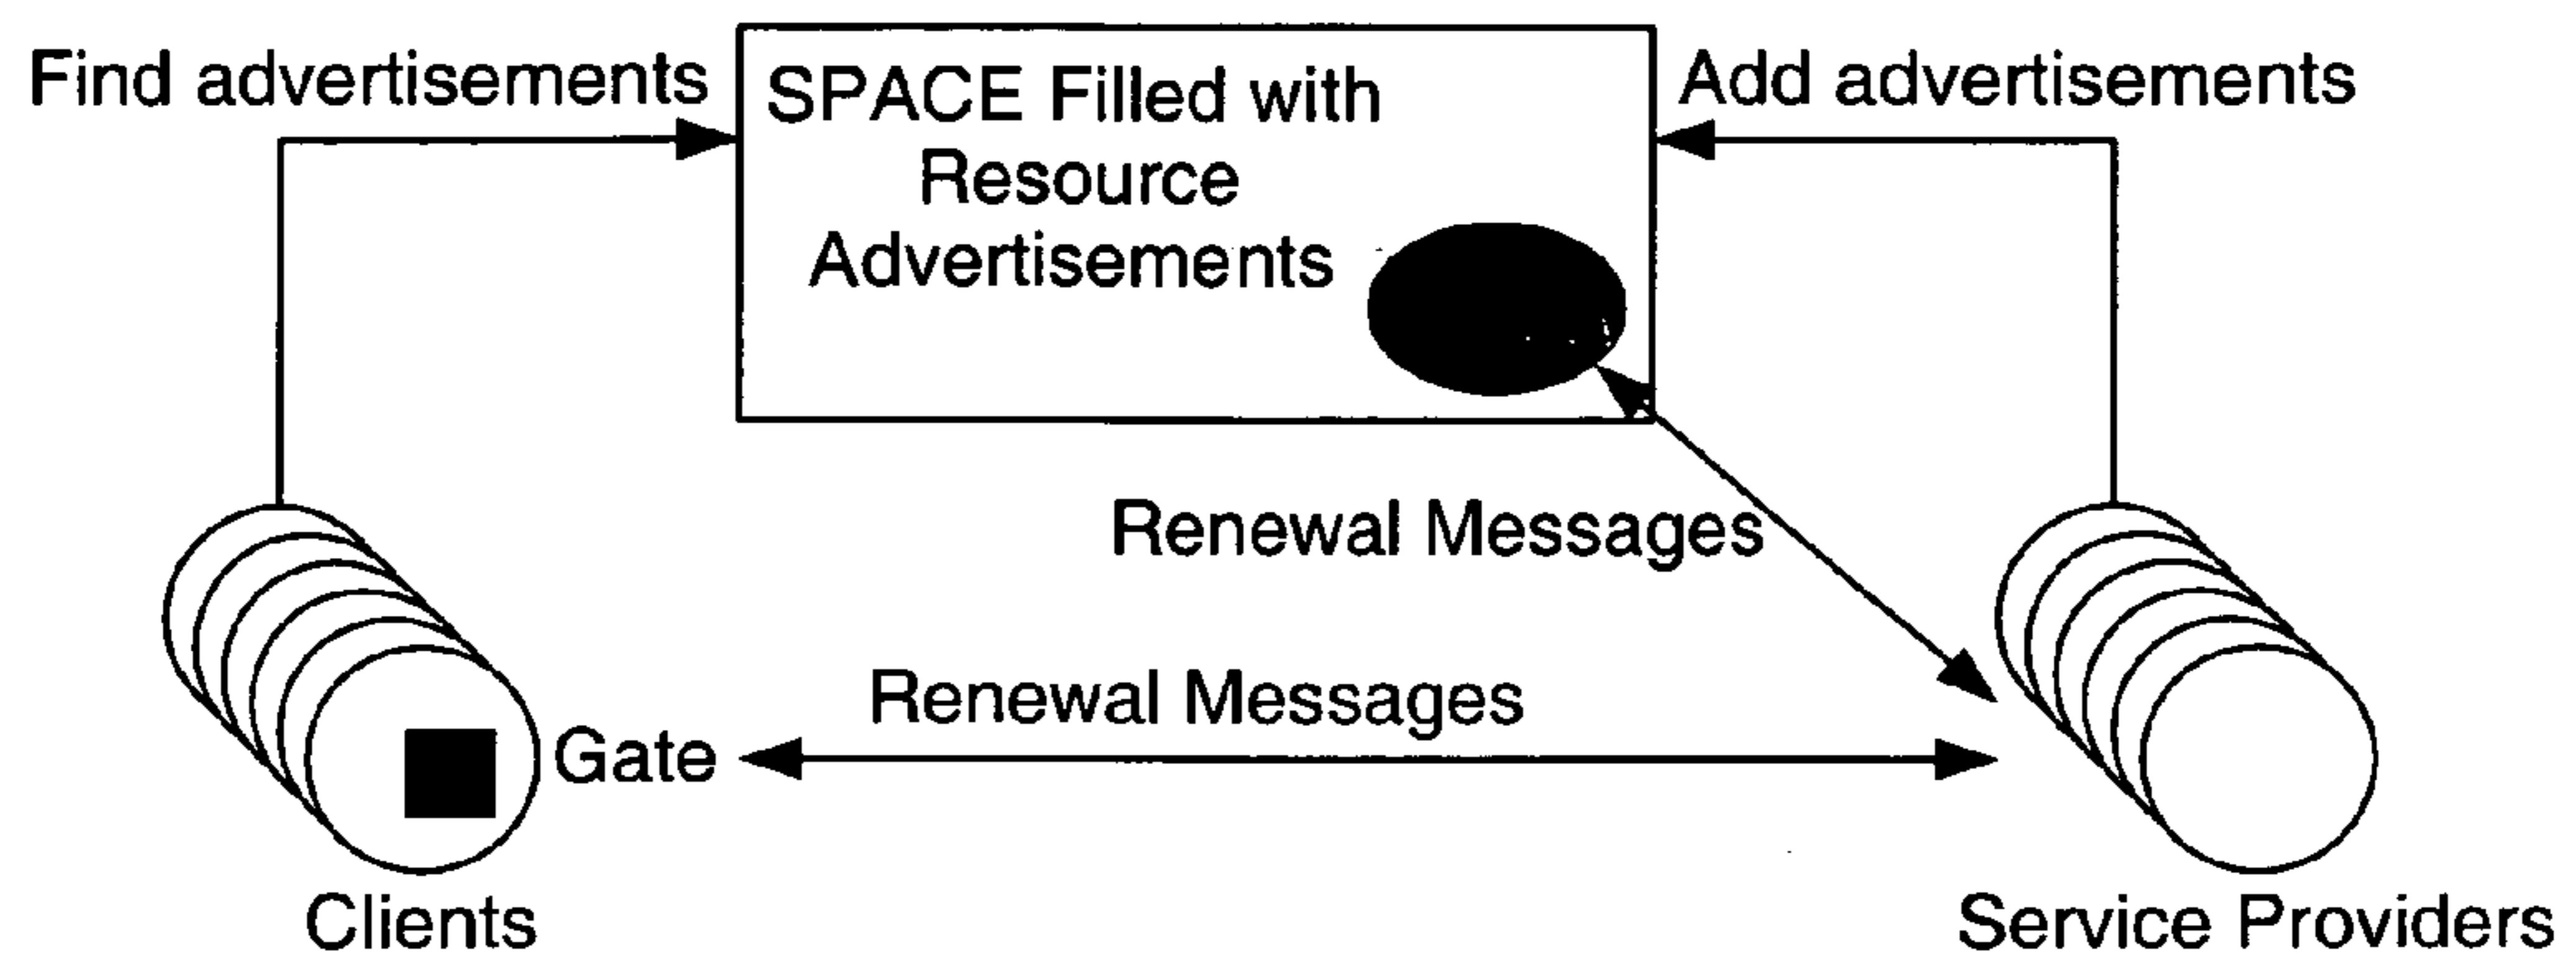 Find advertisements
SPACE Filled with
Resource
Advertisements
Add advertisements
Renewal Messages
Renewal Messages
Gate
Clients
Service Providers